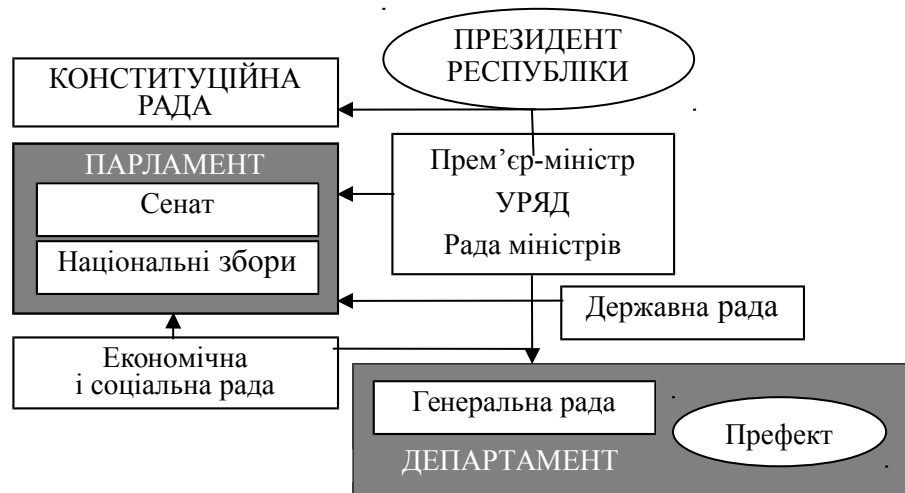 ПРЕЗИДЕНТ
РЕСПУБЛІКИ
КОНСТИТУЦІЙНА
РАДА
ПАРЛАМЕНТ
Сенат
Національні збори
Прем’єр-міністр
УРЯД
Рада міністрів
Державна рада
Економічна
і соціальна рада
Генеральна рада
Префект
ДЕПАРТАМЕНТ